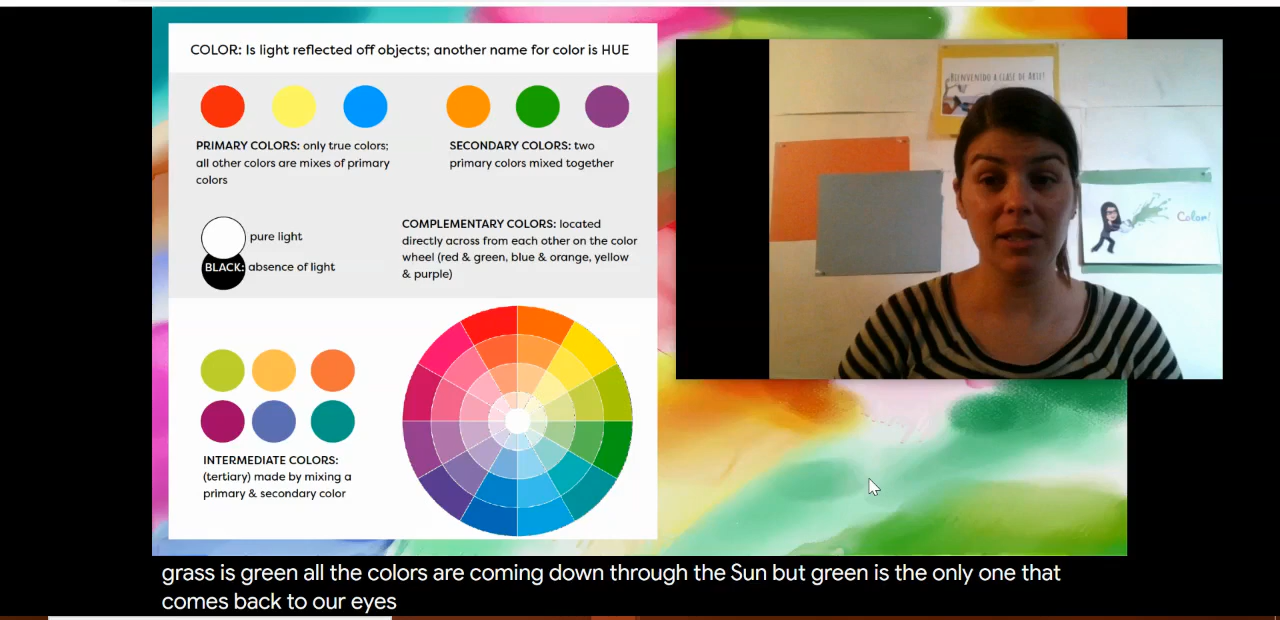 COLOR: Is light reflected off objects; another name for color is HUE
PRIMARY COLORS: only true colors;
all other colors are mixes of primary
colors
SECONDARY COLORS: two
primary colors mixed together
pure light
BLACK: absence of light
COMPLEMENTARY COLORS: located
directly across from each other on the color
wheel (red & green, blue & orange, yellow
& purple)
INTERMEDIATE COLORS:
(tertiary) made by mixing a
primary & secondary color
BIENVENIDO A CLASE DE ARTE!
Color!
grass is green all the colors are coming down through the Sun but green is the only one that
comes back to our eyes